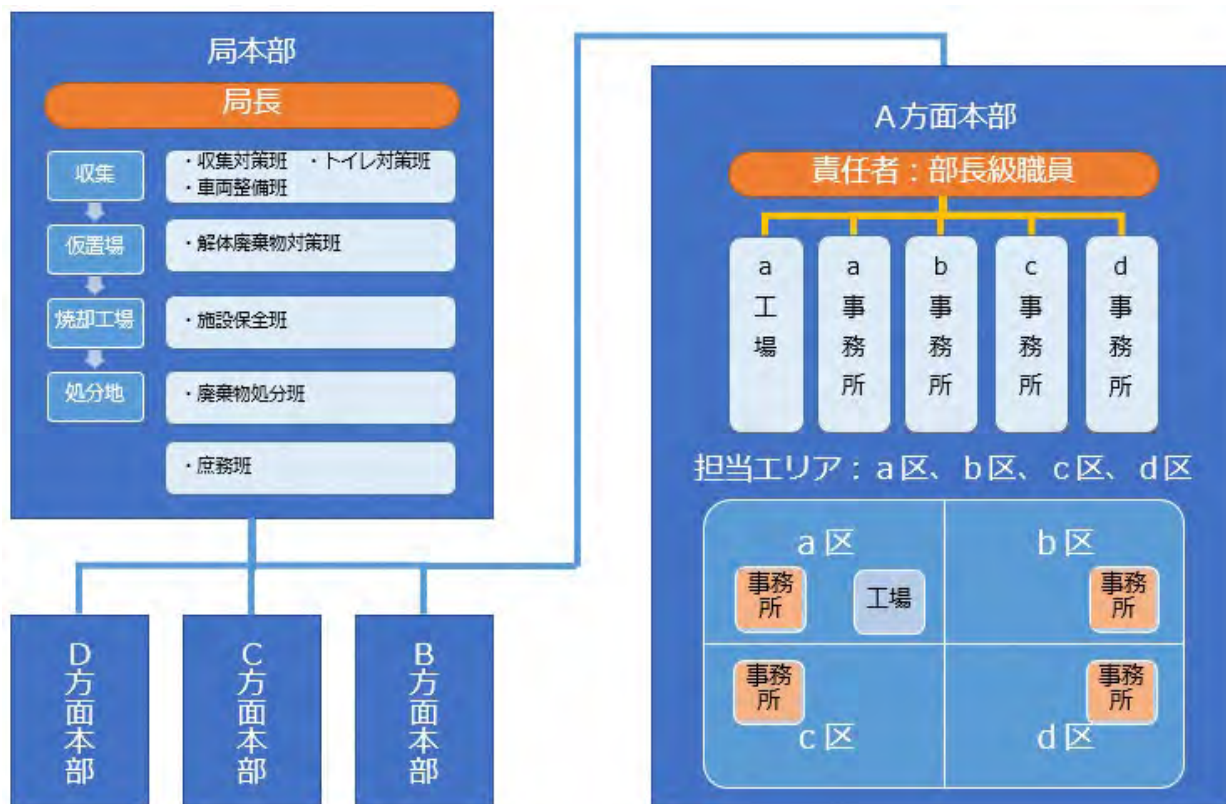 局本部
局長
収集
・収集対策班　・トイレ対策班
・車両整備班
仮置場
・解体廃棄物対策班
焼却工場
・施設保全班
処分地
・廃棄物処分班
・庶務班
D方面本部
C方面本部
B方面本部
A方面本部
責任者：部長級職員
a工場
a事務所
b事務所
c事務所
d事務所
担当エリア：a区、b区、c区、d区
a区
事務
所
工場
b区
事務
所
事務
所
c区
事務
所
d区